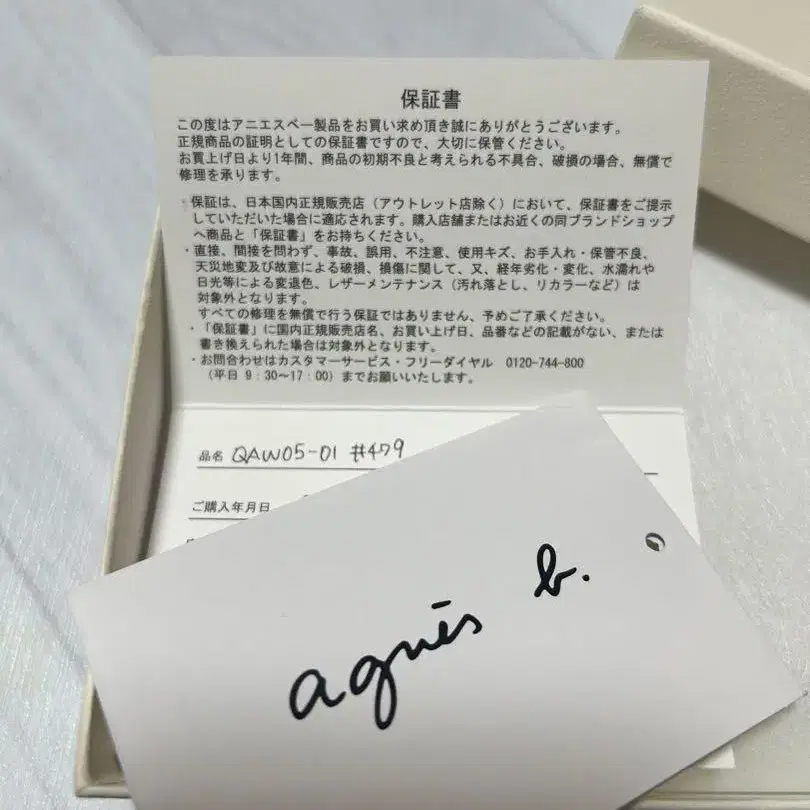 保証書
この度はアニエスベー製品をお買い求め頂き誠にありがとうございます。
正規商品の証明としての保証書ですので、大切に保管ください。
お買上げ日より1年間、商品の初期不良と考えられる不具合、破損の場合、無償で
修理を承ります。
・保証は、日本国内正規販売店（アウトレット店除く）において、保証書をご提示
していただいた場合に適応されます。購入店舗またはお近くの同ブランドショップ
へ商品と「保証書」をお持ちください。
・直接、間接を問わず、事故、誤用、不注意、使用キズ、お手入れ・保管不良、
天災地変及び故意による破損、損傷に関して、又、経年劣化・変化、水濡れや
日光等による変退色、レザーメンテナンス（汚れ落とし、リカラーなど）は
対象外となります。
すべての修理を無償で行う保証ではありません、予めご了承ください。
・「保証書」に国内正規販売店名、お買い上げ日、品番などの記載がない、または
書き換えられた場合は対象外となります。
・お問合わせはカスタマーサービス・フリーダイヤル 0120-744-800
（平日 9：30～17：00）までお願いいたします。
品名 QAW05-01 #479
ご購入年月日
agnès b.